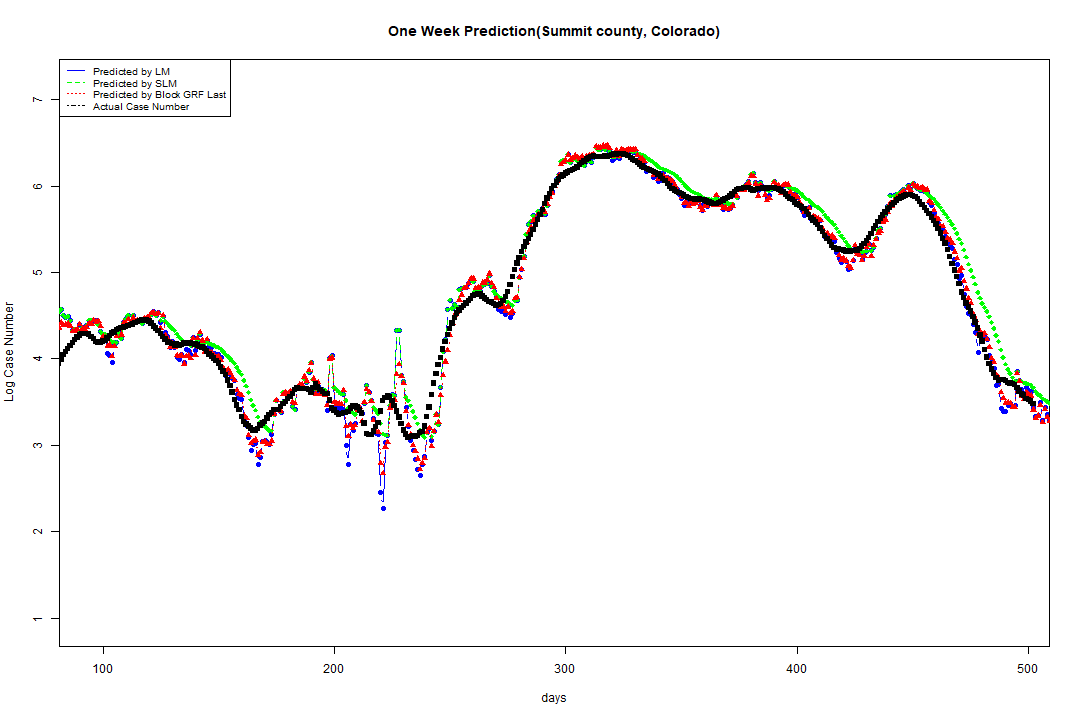 One Week Prediction(Summit county, Colorado)
Predicted by LM
Predicted by SLM
Predicted by Block GRF Last
Actual Case Number
7
6
5
4
3
2
1
Log Case Number
100 200 300 400 500
days